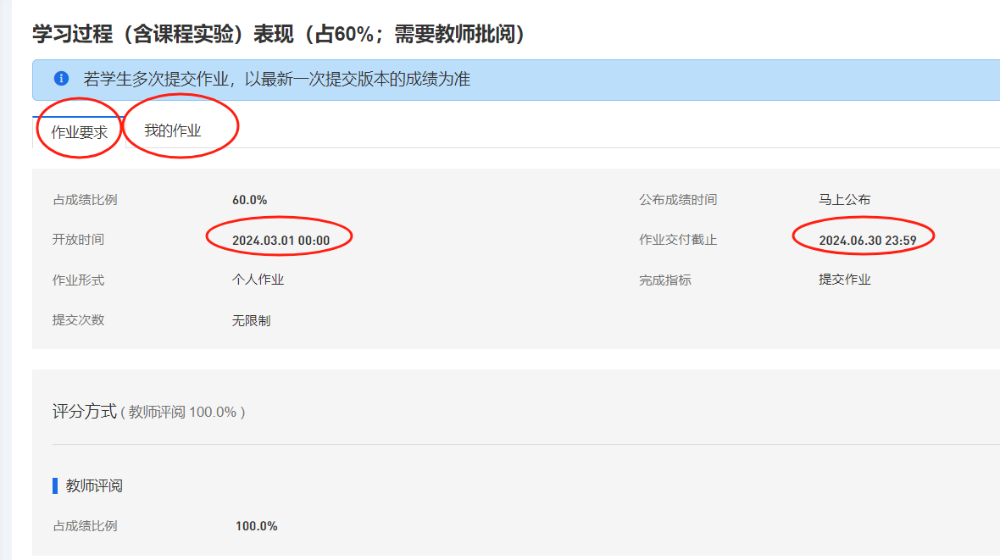 学习过程（含课程实验）表现（占60%；需要教师批阅）
若学生多次提交作业，以最新一次提交版本的成绩为准
作业要求 我的作业
占成绩比例 60.0% 公布成绩时间 马上公布
开放时间 2024.03.01 00:00 作业交付截止 2024.06.30 23:59
作业形式 个人作业 完成指标 提交作业
提交次数 无限制
评分方式 ( 教师评阅 100.0% )
教师评阅
占成绩比例 100.0%